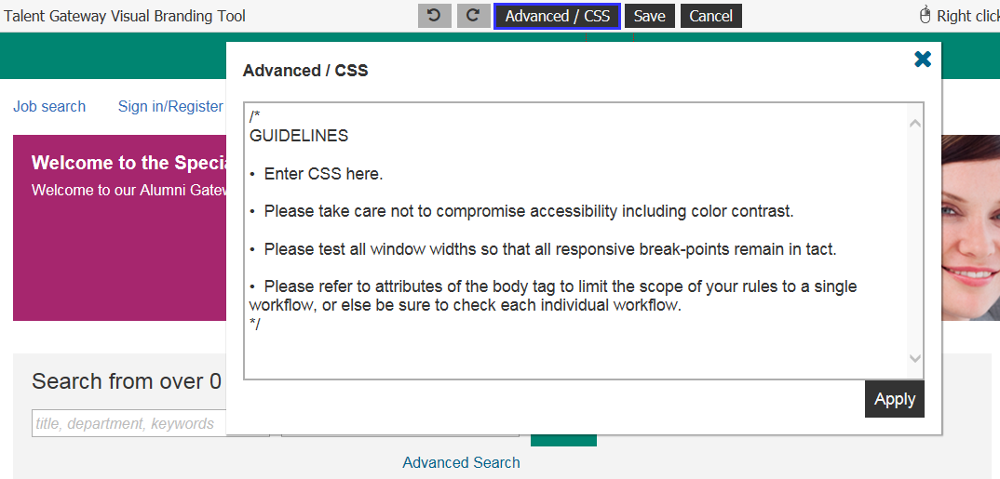 Talent Gateway Visual Branding Tool
Advanced / CSS
Save
Cancel
Right click
Advanced / CSS
Job search
Sign in/Register
/*
GUIDELINES
• Enter CSS here.
• Please take care not to compromise accessibility including color contrast.
• Please test all window widths so that all responsive break-points remain in tact.
• Please refer to attributes of the body tag to limit the scope of your rules to a single
workflow, or else be sure to check each individual workflow.
*/
Apply
Welcome to the
Welcome to our Alumni
Search from over 0
title, department, keywords
Advanced Search